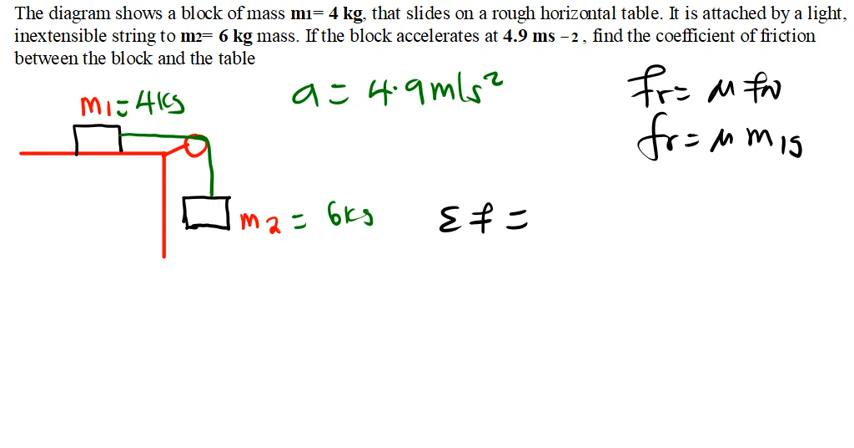 The diagram shows a block of mass m1= 4 kg, that slides on a rough horizontal table. It is attached by a light,
inextensible string to m2= 6 kg mass. If the block accelerates at 4.9 ms −2 , find the coefficient of friction
between the block and the table
a = 4.9m/s²
fr = μ fN
m1 = 4kg
fr = μ m1g
m2 = 6kg
Σf =